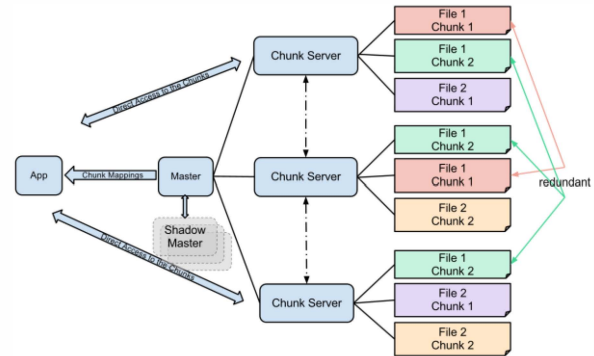 File 1
Chunk 1
Chunk Server
File 1
Chunk 2
Direct Access to the Chunks
File 2
Chunk 1
File 1
Chunk 2
App
Chunk Mappings
Master
Chunk Server
File 1
Chunk 1
redundant
Shadow
Master
File 2
Chunk 2
Direct Access to the Chunks
File 1
Chunk 2
Chunk Server
File 2
Chunk 1
File 2
Chunk 2